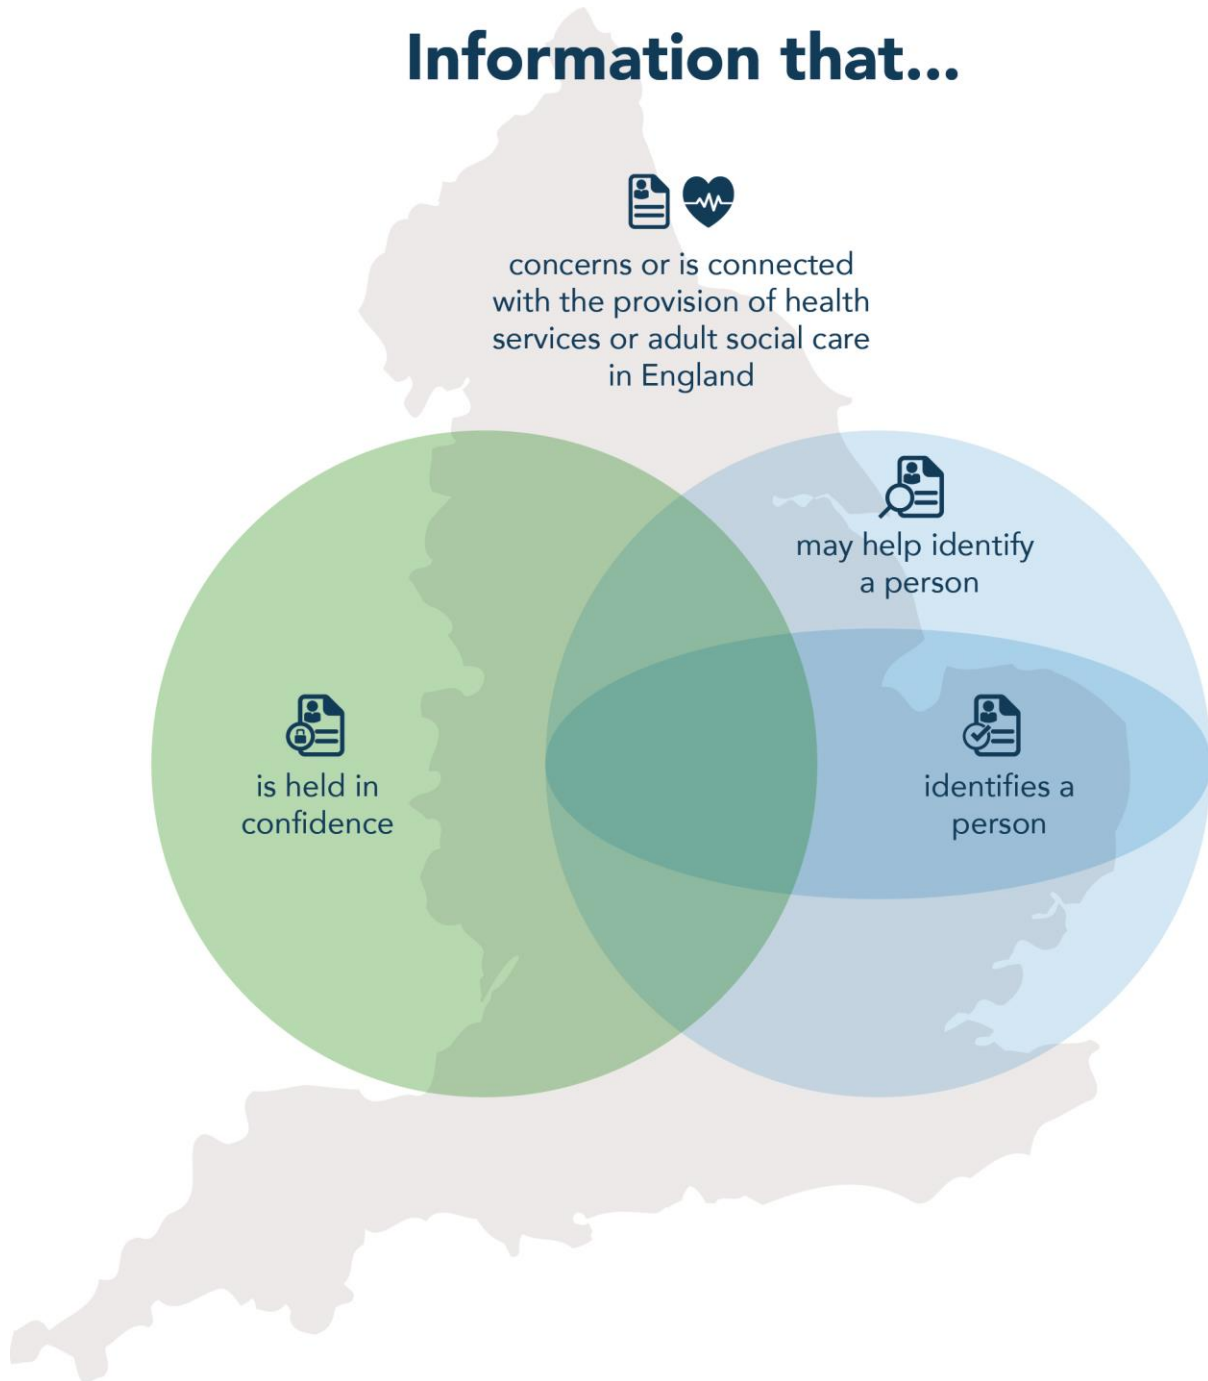 Information that...
concerns or is connected
with the provision of health
services or adult social care
in England
may help identify
a person
is held in
confidence
identifies a
person